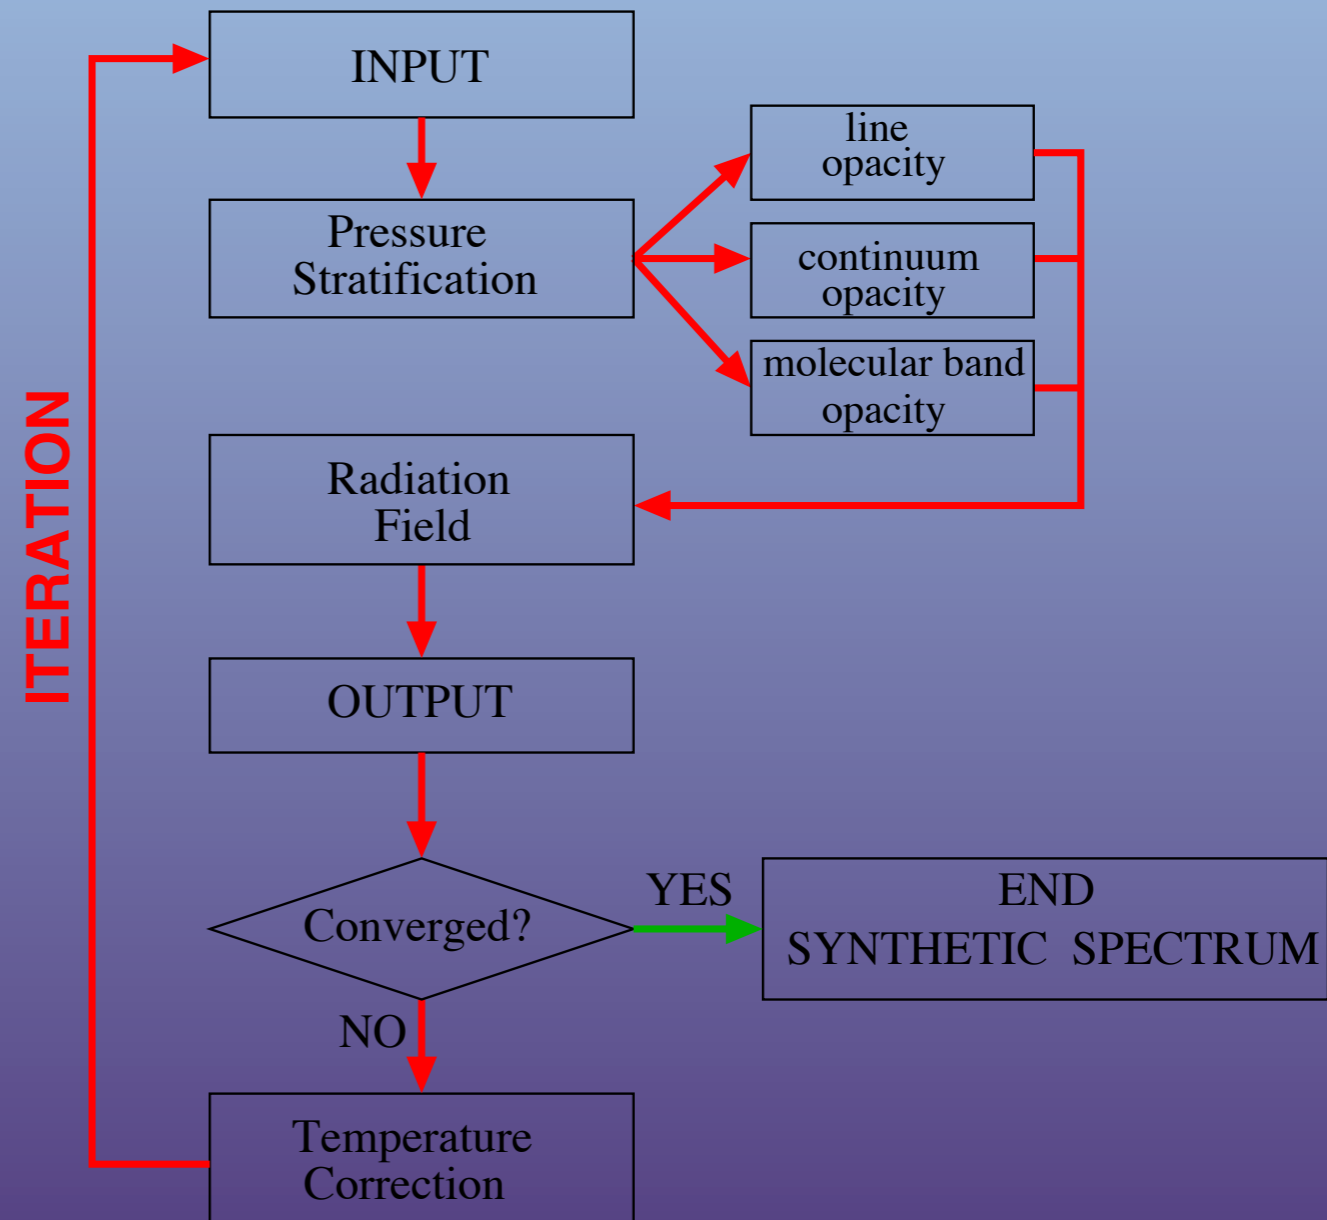 INPUT
Pressure
Stratification
line
opacity
continuum
opacity
molecular band
opacity
Radiation
Field
OUTPUT
Converged?
YES
END
SYNTHETIC SPECTRUM
NO
Temperature
Correction
ITERATION